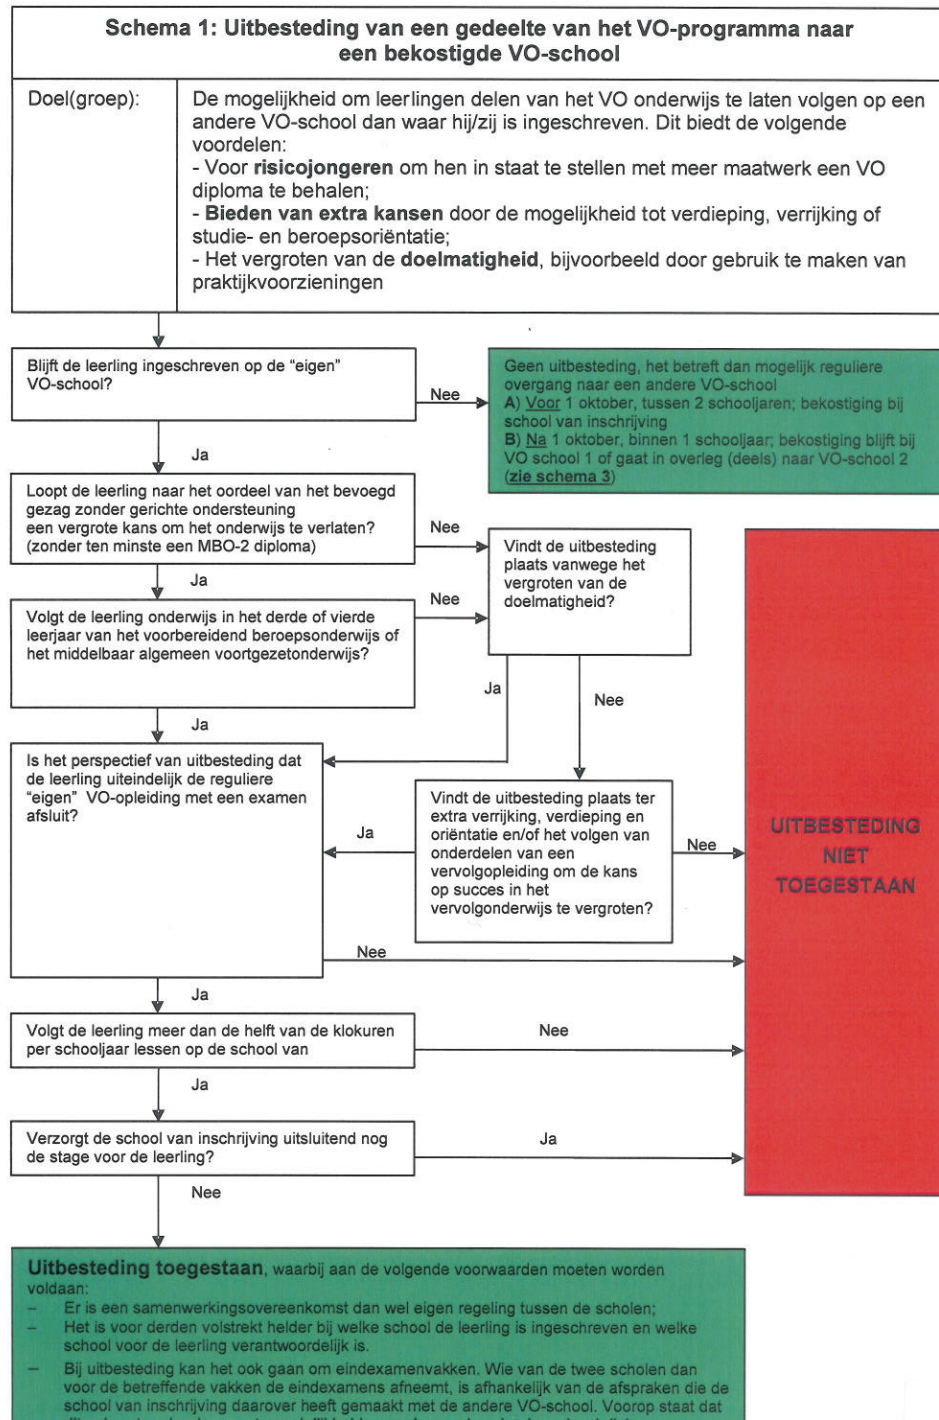 Schema 1: Uitbesteding van een gedeelte van het VO-programma naar
een bekostigde VO-school
Doel(groep):
De mogelijkheid om leerlingen delen van het VO onderwijs te laten volgen op een
andere VO-school dan waar hij/zij is ingeschreven. Dit biedt de volgende
voordelen:
- Voor risicojongeren om hen in staat te stellen met meer maatwerk een VO
diploma te behalen;
- Bieden van extra kansen door de mogelijkheid tot verdieping, verrijking of
studie- en beroepsoriëntatie;
- Het vergroten van de doelmatigheid, bijvoorbeeld door gebruik te maken van
praktijkvoorzieningen
Blijft de leerling ingeschreven op de “eigen”
VO-school?
Nee
Geen uitbesteding, het betreft dan mogelijk reguliere
overgang naar een andere VO-school
A) Voor 1 oktober, tussen 2 schooljaren; bekostiging bij
school van inschrijving
B) Na 1 oktober, binnen 1 schooljaar; bekostiging blijft bij
VO school 1 of gaat in overleg (deels) naar VO-school 2
(zie schema 3)
Ja
Loopt de leerling naar het oordeel van het bevoegd
gezag zonder gerichte ondersteuning
een vergrote kans om het onderwijs te verlaten?
(zonder ten minste een MBO-2 diploma)
Nee
Vindt de uitbesteding
plaats vanwege het
vergroten van de
doelmatigheid?
Ja
Nee
Volgt de leerling onderwijs in het derde of vierde
leerjaar van het voorbereidend beroepsonderwijs of
het middelbaar algemeen voortgezetonderwijs?
Ja
Nee
Ja
Is het perspectief van uitbesteding dat
de leerling uiteindelijk de reguliere
“eigen” VO-opleiding met een examen
afsluit?
Vindt de uitbesteding plaats ter
extra verrijking, verdieping en
oriëntatie en/of het volgen van
onderdelen van een
vervolgopleiding om de kans
op succes in het
vervolgonderwijs te vergroten?
Ja
Nee
UITBESTEDING
NIET
TOEGESTAAN
Nee
Ja
Volgt de leerling meer dan de helft van de klokuren
per schooljaar lessen op de school van
Nee
Ja
Verzorgt de school van inschrijving uitsluitend nog
de stage voor de leerling?
Ja
Nee
Uitbesteding toegestaan, waarbij aan de volgende voorwaarden moeten worden
voldaan:
– Er is een samenwerkingsovereenkomst dan wel eigen regeling tussen de scholen;
– Het is voor derden volstrekt helder bij welke school de leerling is ingeschreven en welke
school voor de leerling verantwoordelijk is.
– Bij uitbesteding kan het ook gaan om eindexamenvakken. Wie van de twee scholen dan
voor de betreffende vakken de eindexamens afneemt, is afhankelijk van de afspraken die de
school van inschrijving daarover heeft gemaakt met de andere VO-school. Voorop staat dat